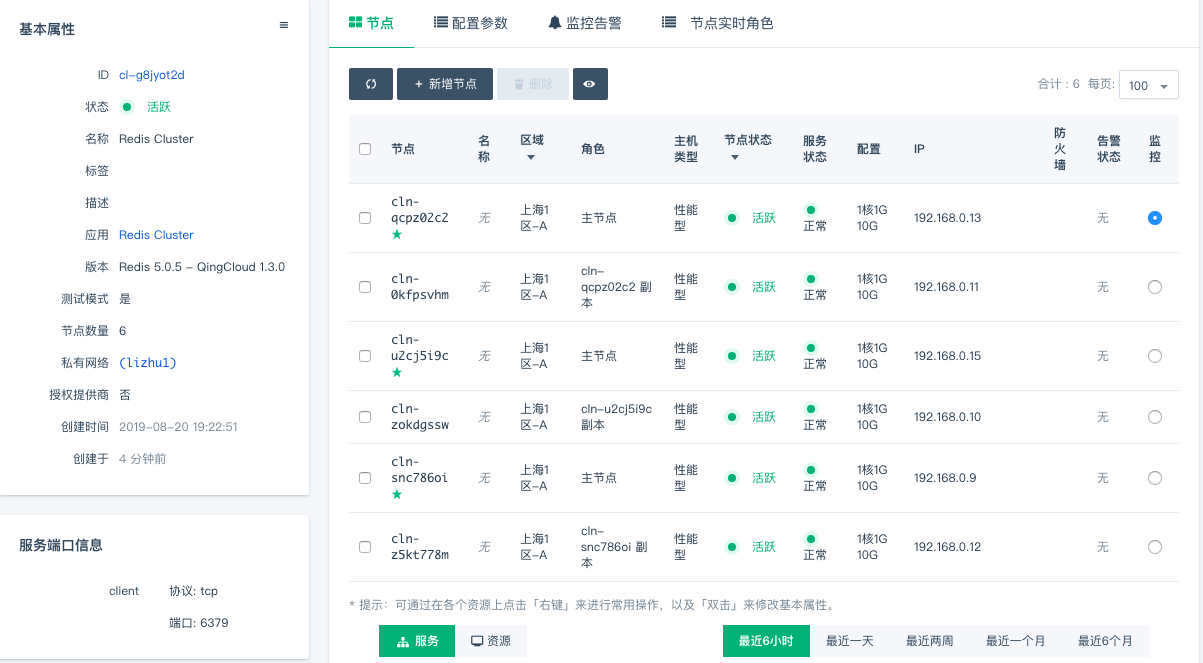 基本属性
ID cl-g8jyot2d
状态 活跃
名称 Redis Cluster
标签
描述
应用 Redis Cluster
版本 Redis 5.0.5 – QingCloud 1.3.0
测试模式 是
节点数量 6
私有网络 (lizhu1)
授权提供商 否
创建时间 2019-08-20 19:22:51
创建于 4 分钟前
服务端口信息
client 协议: tcp
端口: 6379
节点 配置参数 监控告警 节点实时角色
+ 新增节点 删除 合计 : 6 每页: 100
节点 名称 区域 角色 主机类型 节点状态 服务状态 配置 IP 防火墙 告警状态 监控
cln-qcpz02c2 无 上海1区-A 主节点 性能型 活跃 正常 1核1G 10G 192.168.0.13 无
cln-0kfpsvhm 无 上海1区-A cln-qcpz02c2 副本 性能型 活跃 正常 1核1G 10G 192.168.0.11 无
cln-u2cj5i9c 无 上海1区-A 主节点 性能型 活跃 正常 1核1G 10G 192.168.0.15 无
cln-zokdgssw 无 上海1区-A cln-u2cj5i9c 副本 性能型 活跃 正常 1核1G 10G 192.168.0.10 无
cln-snc786oi 无 上海1区-A 主节点 性能型 活跃 正常 1核1G 10G 192.168.0.9 无
cln-z5kt778m 无 上海1区-A cln-snc786oi 副本 性能型 活跃 正常 1核1G 10G 192.168.0.12 无
* 提示：可通过在各个资源上点击「右键」来进行常用操作，以及「双击」来修改基本属性。
服务 资源 最近6小时 最近一天 最近两周 最近一个月 最近6个月